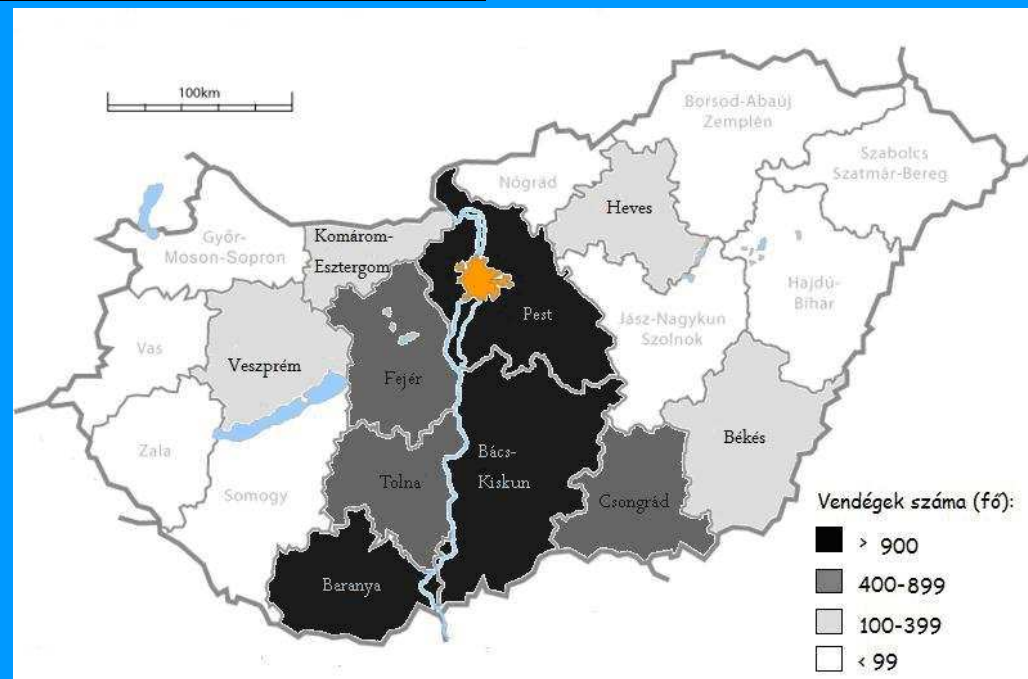 100km
Borsod-Abaúj
Zemplén
Szabolcs
Szatmár-Bereg
Nógrád
Heves
Győr-
Moson-Sopron
Komárom-
Esztergom
Hajdú-
Bihar
Pest
Jász-Nagykun
Szolnok
Vas
Veszprém
Fejér
Békés
Zala
Bács-
Kiskun
Tolna
Somogy
Csongrád
Baranya
Vendégek száma (fő):
> 900
400-899
100-399
< 99